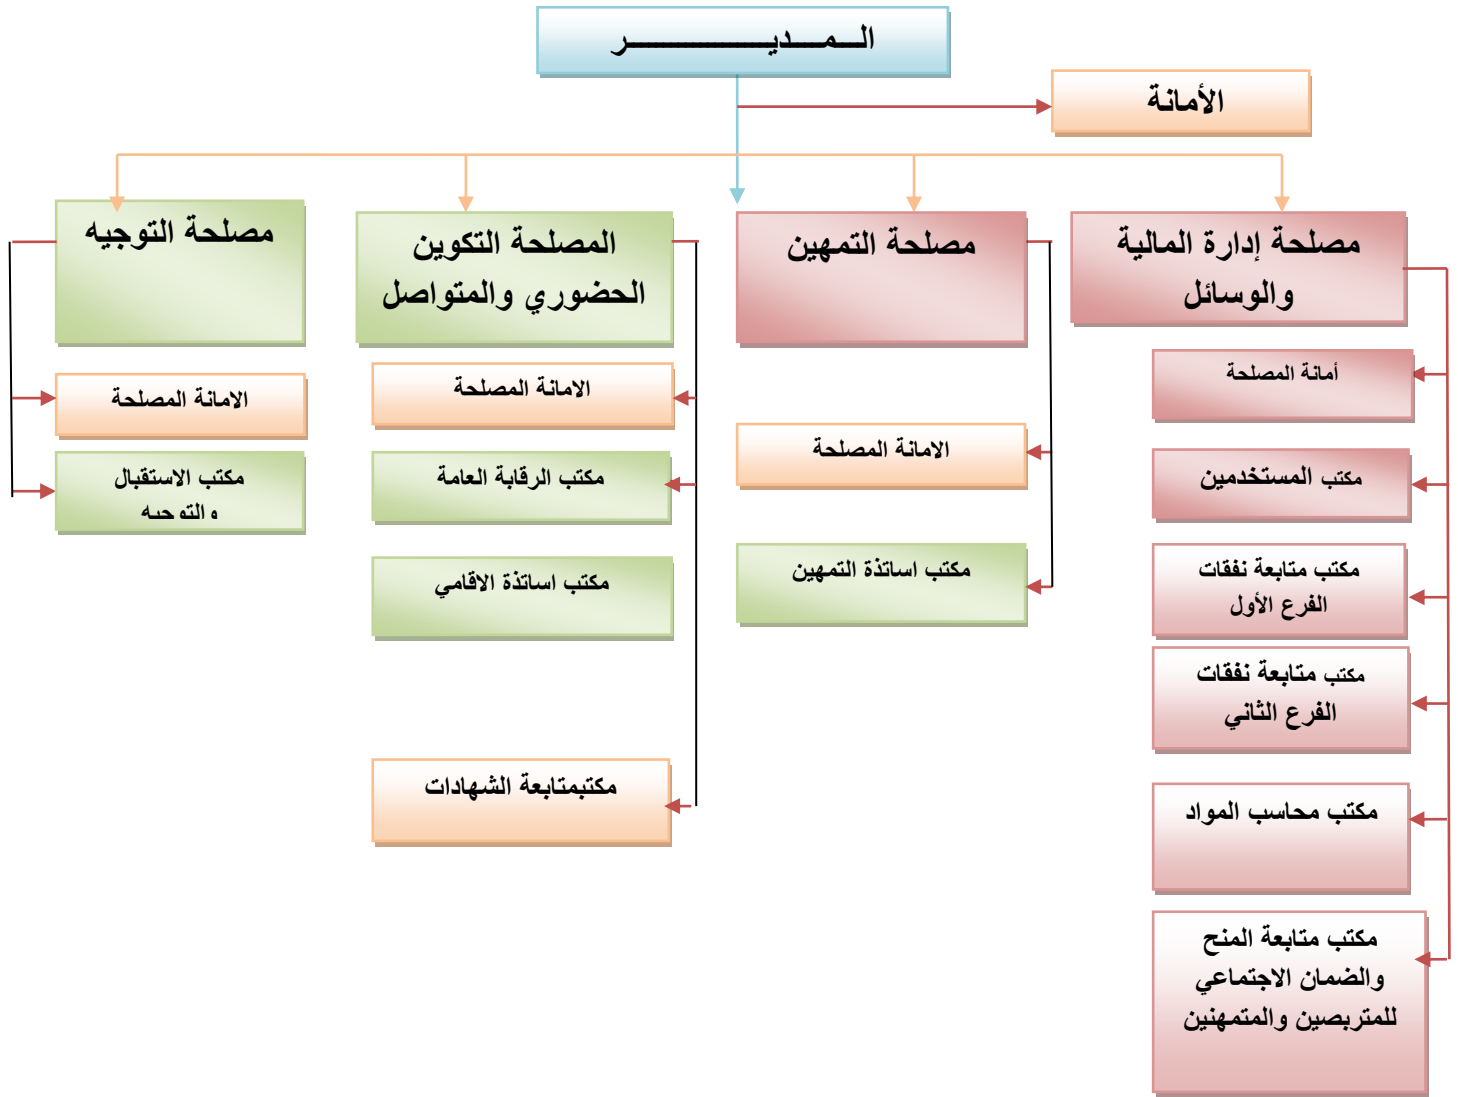 الـــمــــديـــــــــــــــر
الأمانة
مصلحة إدارة المالية
والوسائل
مصلحة التمهين
المصلحة التكوين
الحضوري والمتواصل
مصلحة التوجيه
أمانة المصلحة
مكتب المستخدمين
مكتب متابعة نفقات
الفرع الأول
مكتب متابعة نفقات
الفرع الثاني
مكتب محاسب المواد
مكتب متابعة المنح
والضمان الاجتماعي
للمتربصين والمتمهنين
الامانة المصلحة
مكتب اساتذة التمهين
الامانة المصلحة
مكتب الرقابة العامة
مكتب اساتذة الاقامي
مكتبمتابعة الشهادات
الامانة المصلحة
مكتب الاستقبال
والتوجيه